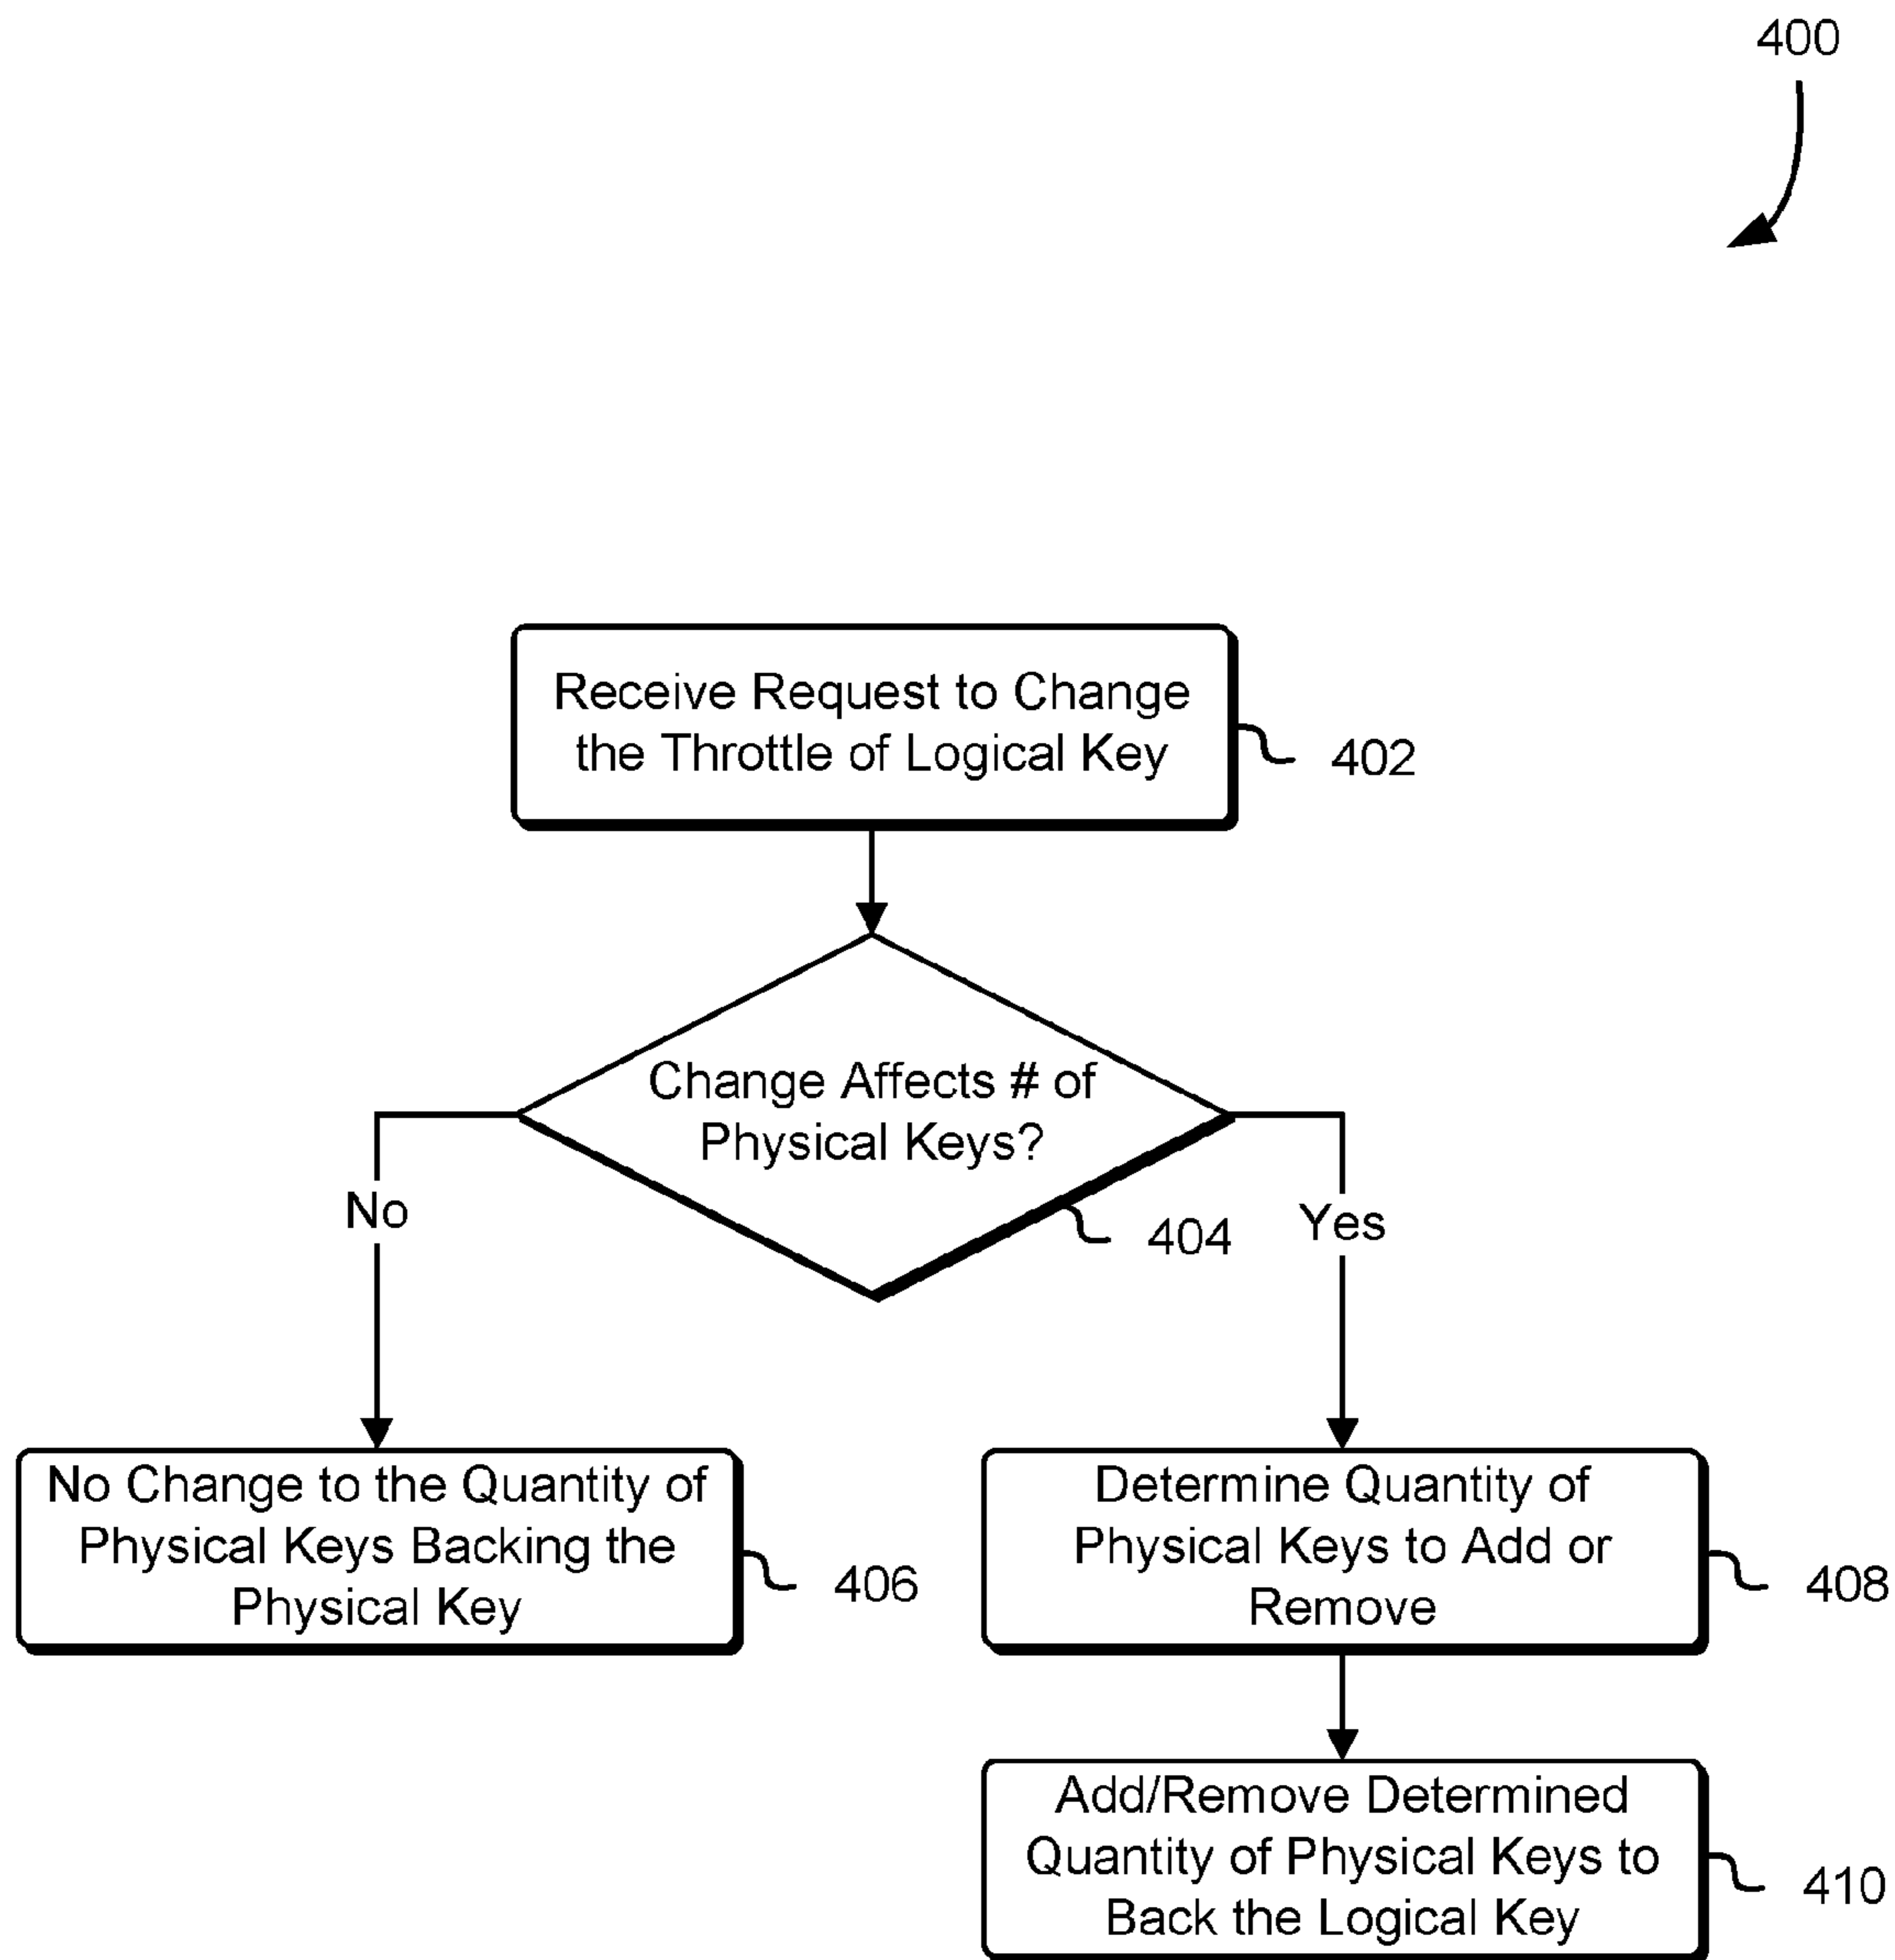 400
Receive Request to Change
the Throttle of Logical Key
402
Change Affects # of
Physical Keys?
404
No
Yes
No Change to the Quantity of
Physical Keys Backing the
Physical Key
406
Determine Quantity of
Physical Keys to Add or
Remove
408
Add/Remove Determined
Quantity of Physical Keys to
Back the Logical Key
410